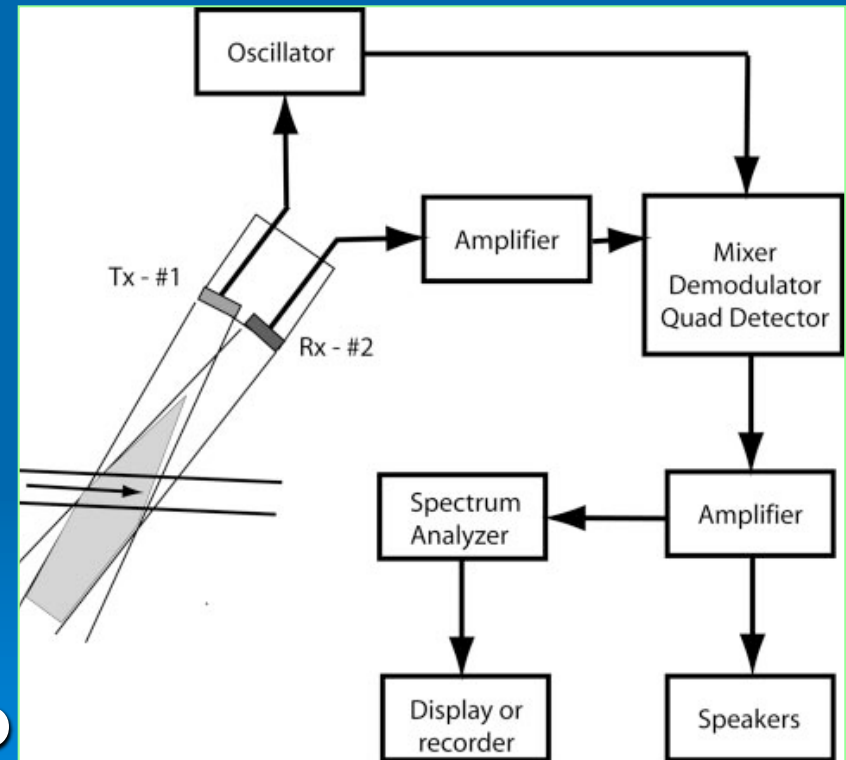 Oscillator
Amplifier
Mixer
Demodulator
Quad Detector
Tx - #1
Rx - #2
Spectrum
Analyzer
Amplifier
Display or
recorder
Speakers